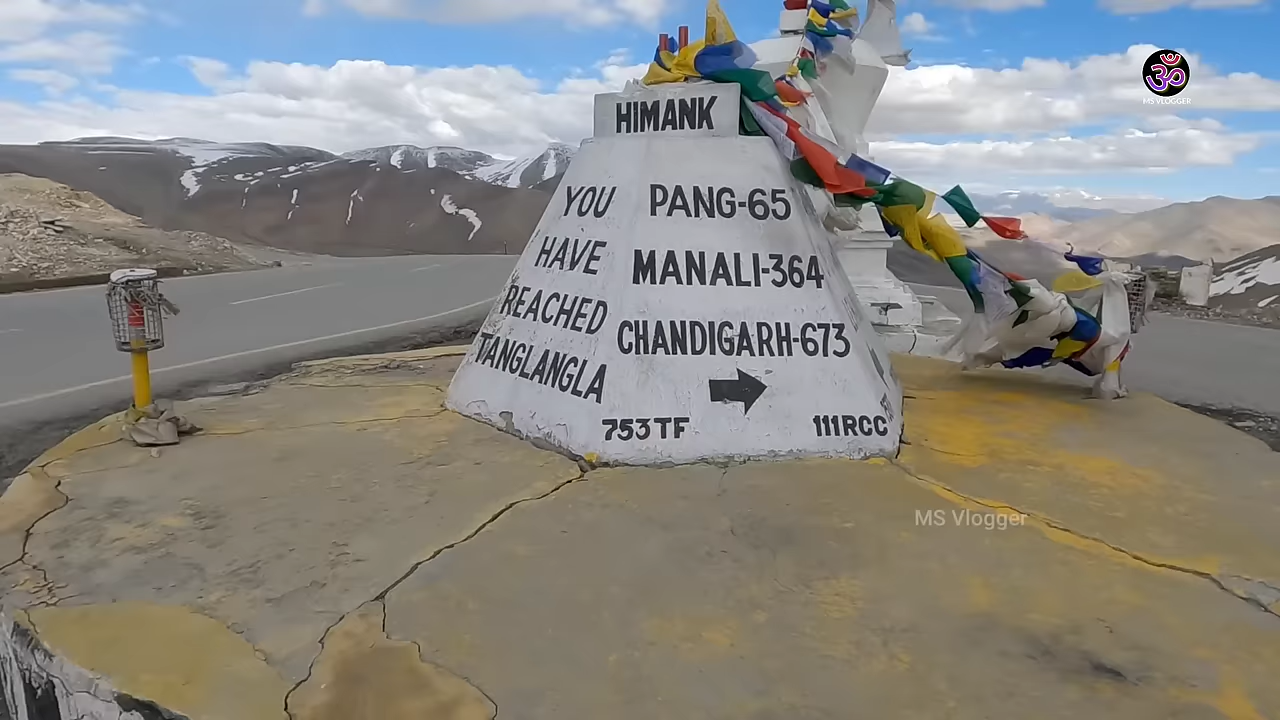 HIMANK
YOU
HAVE
REACHED
TANGLANGLA
PANG-65
MANALI-364
CHANDIGARH-673
753 TF
111RCC
ॐ
MS VLOGGER
MS Vlogger